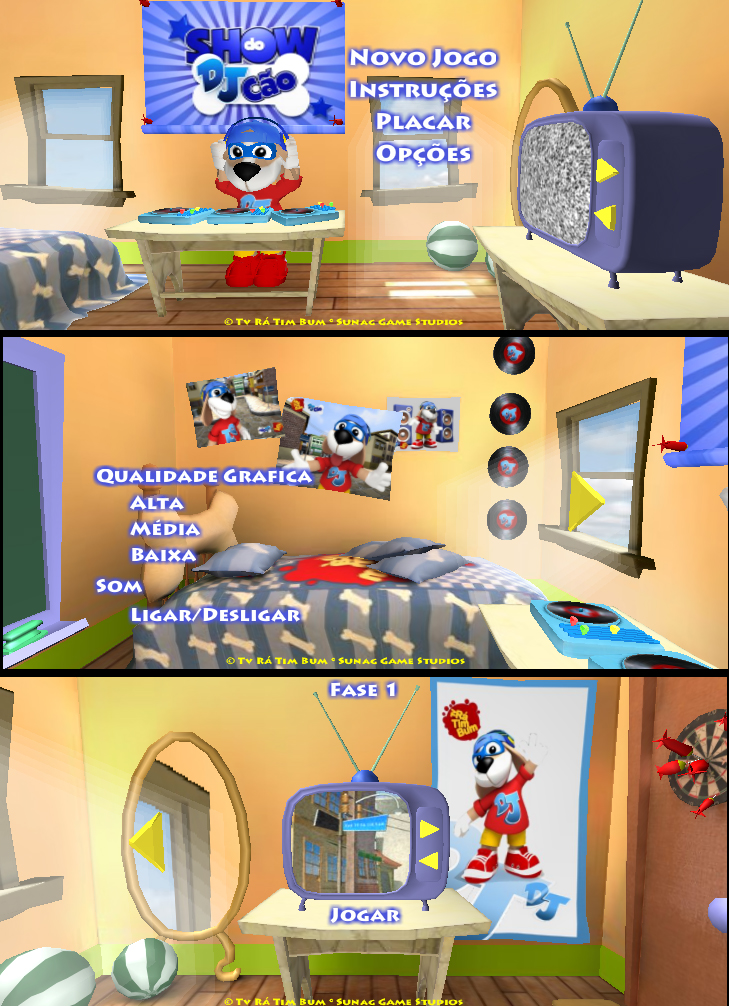 SHOW do
DJ Cão
Novo Jogo
Instruções
Placar
Opções
DJ
© Tv Rá Tim Bum ° Sunag Game Studios
Qualidade Grafica
Alta
Média
Baixa
Som
Ligar/Desligar
© Tv Rá Tim Bum ° Sunag Game Studios
Fase 1
Rá
Tim
Bum
DJ
DJ
Jogar
© Tv Rá Tim Bum ° Sunag Game Studios